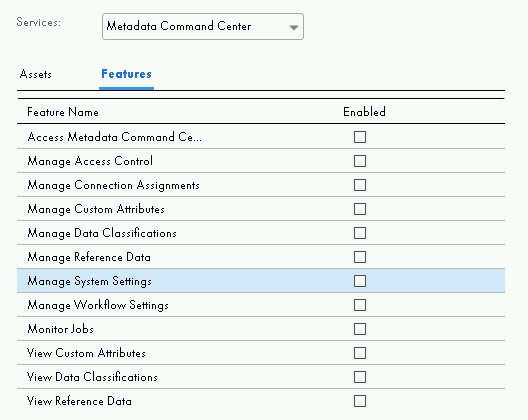 Services:
Metadata Command Center
Assets
Features
Feature Name Enabled
Access Metadata Command Ce...
Manage Access Control
Manage Connection Assignments
Manage Custom Attributes
Manage Data Classifications
Manage Reference Data
Manage System Settings
Manage Workflow Settings
Monitor Jobs
View Custom Attributes
View Data Classifications
View Reference Data